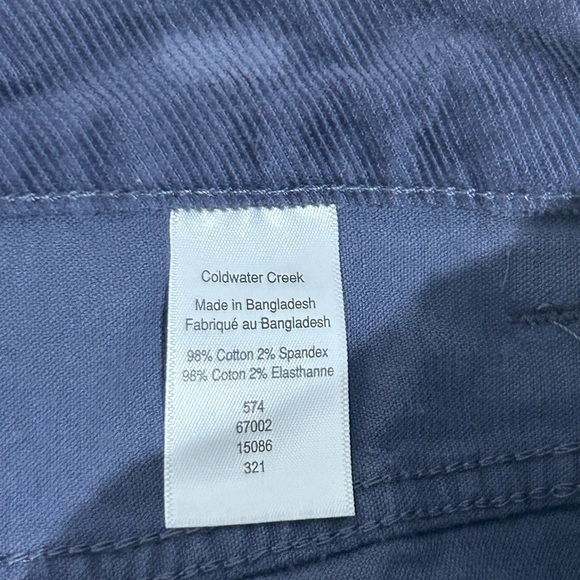 Coldwater Creek
Made in Bangladesh
Fabriqué au Bangladesh
98% Cotton 2% Spandex
98% Coton 2% Elasthanne
574
67002
15086
321